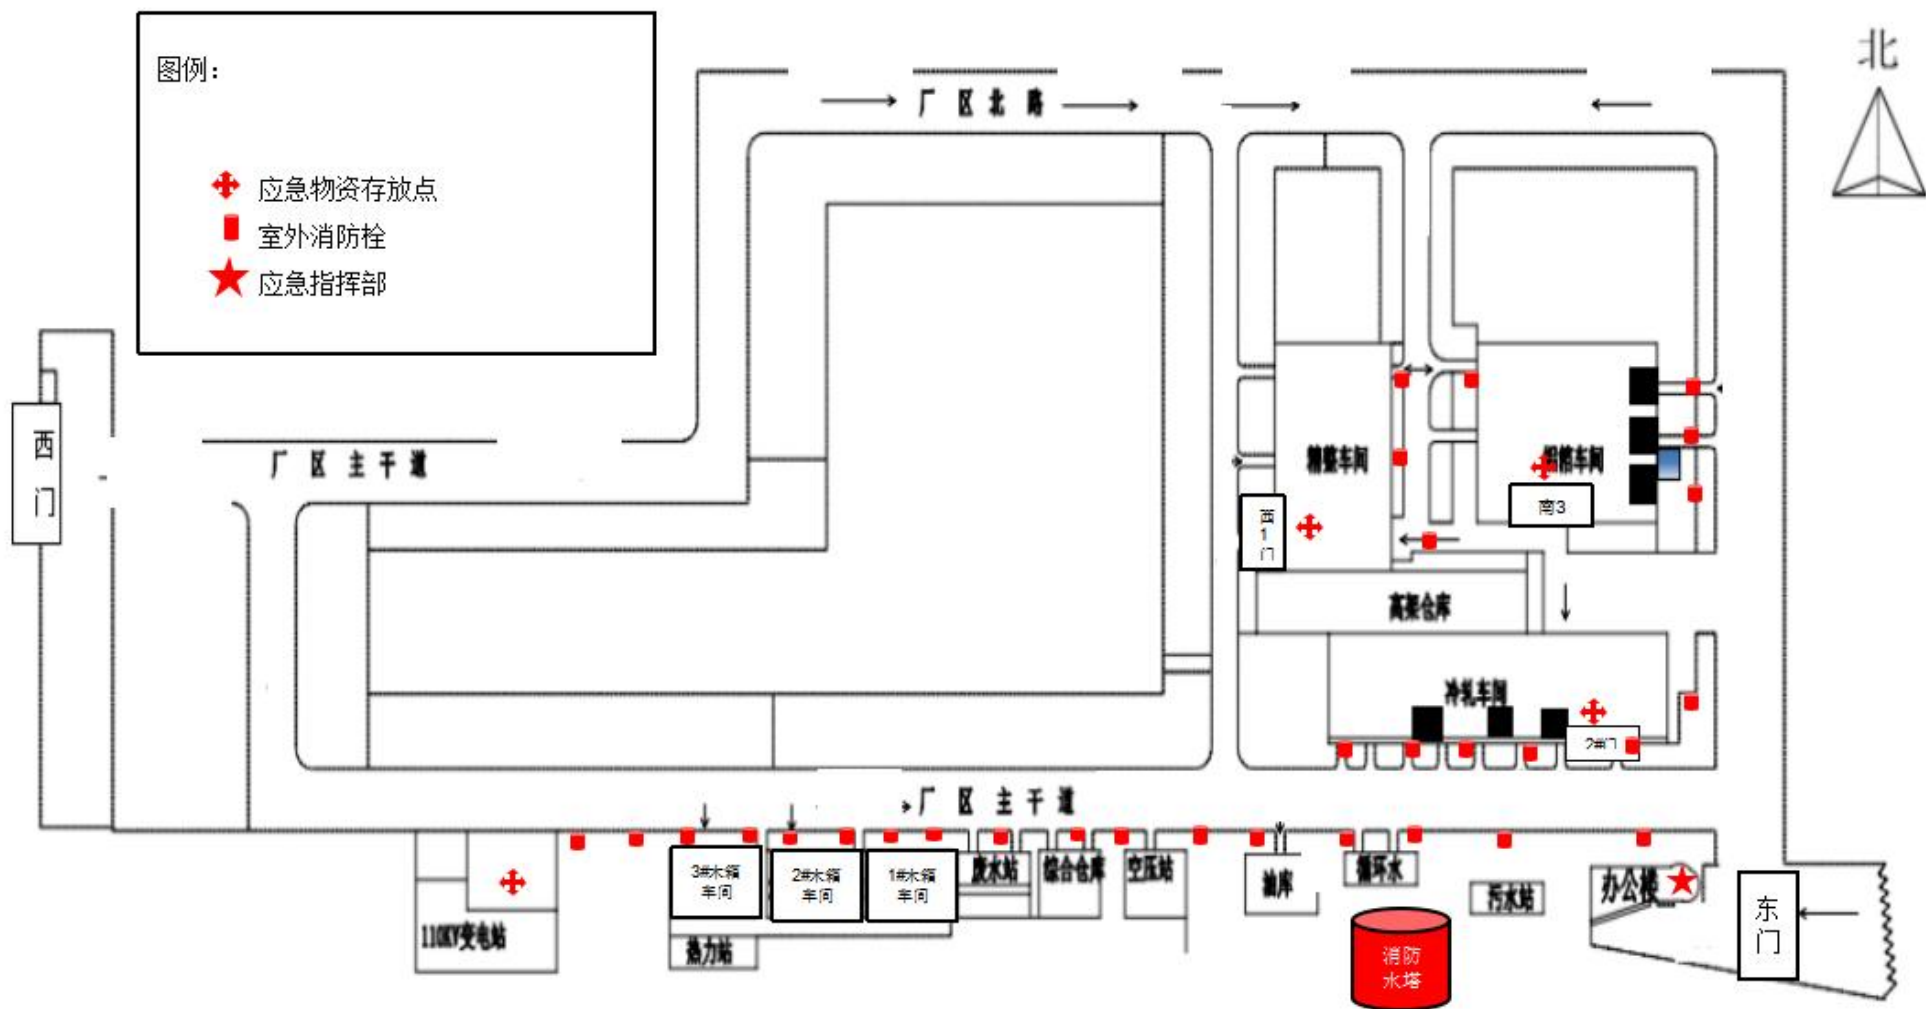 北
图例：
厂区北路
应急物资存放点
室外消防栓
应急指挥部
西门
厂区主干道
精整车间
铝箔车间
南3
西1门
高架仓库
冷轧车间
2#门
厂区主干道
3#木箱
车间
2#木箱
车间
1#木箱
车间
废水站
综合仓库
空压站
油库
循环水
污水站
办公楼
东门
110KV变电站
热力站
消防
水塔